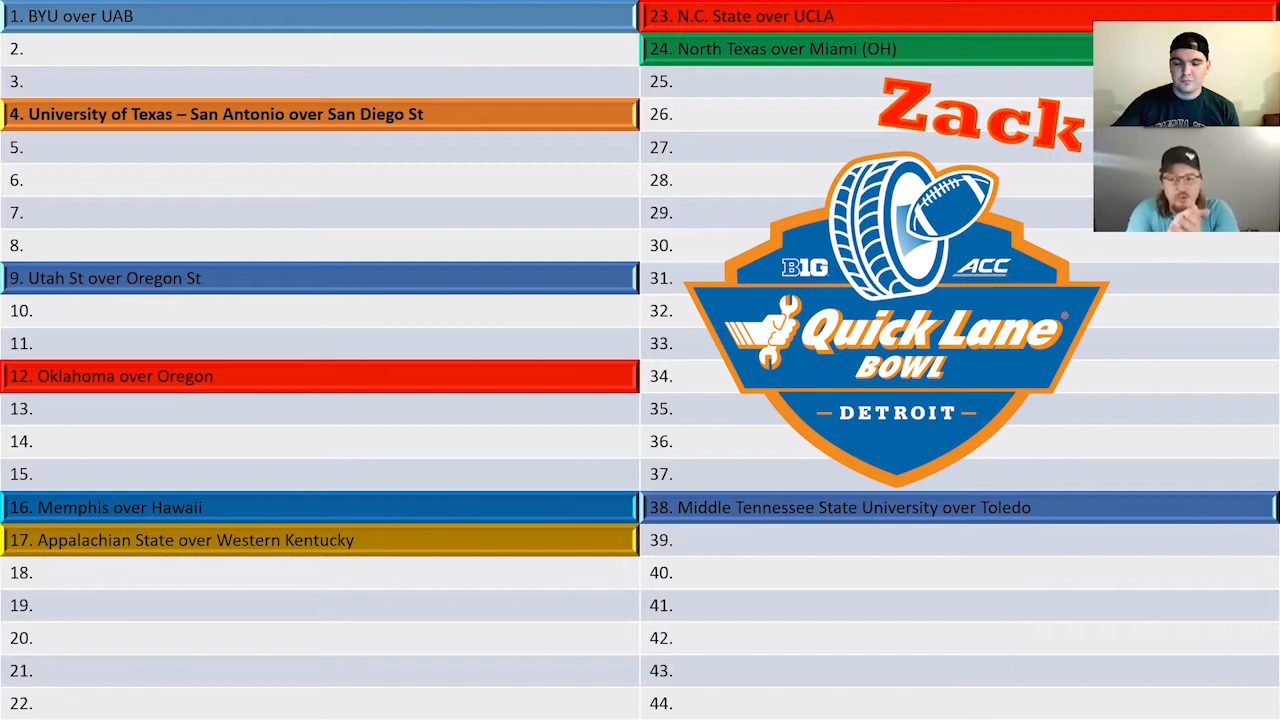 1. BYU over UAB
2.
3.
4. University of Texas – San Antonio over San Diego St
5.
6.
7.
8.
9. Utah St over Oregon St
10.
11.
12. Oklahoma over Oregon
13.
14.
15.
16. Memphis over Hawaii
17. Appalachian State over Western Kentucky
18.
19.
20.
21.
22.
23. N.C. State over UCLA
24. North Texas over Miami (OH)
25.
26.
27.
28.
29.
30.
31.
32.
33.
34.
35.
36.
37.
38. Middle Tennessee State University over Toledo
39.
40.
41.
42.
43.
44.
Zack
B1G ACC
Quick Lane®
BOWL
– DETROIT –